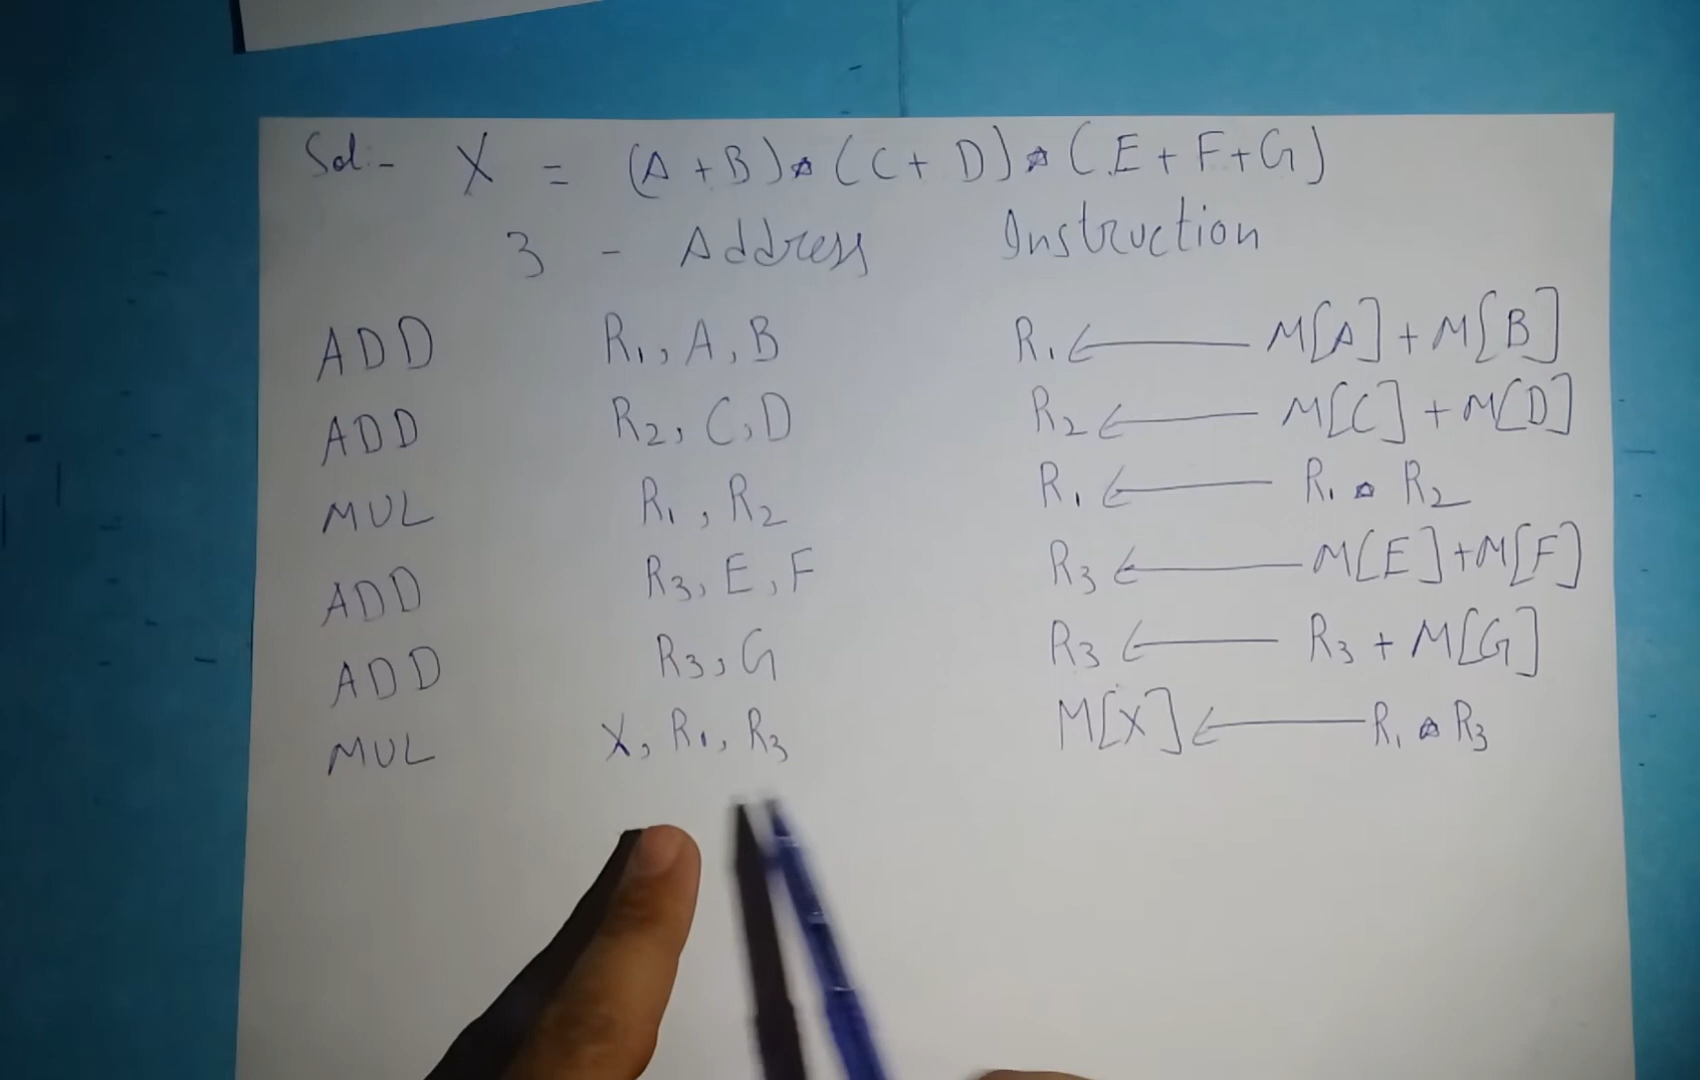 Sol:- X = (A + B) * (C + D) * (E + F + G)
3 - Address Instruction
ADD R1, A, B R1 ← M[A] + M[B]
ADD R2, C, D R2 ← M[C] + M[D]
MUL R1, R2 R1 ← R1 * R2
ADD R3, E, F R3 ← M[E] + M[F]
ADD R3, G R3 ← R3 + M[G]
MUL X, R1, R3 M[X] ← R1 * R3